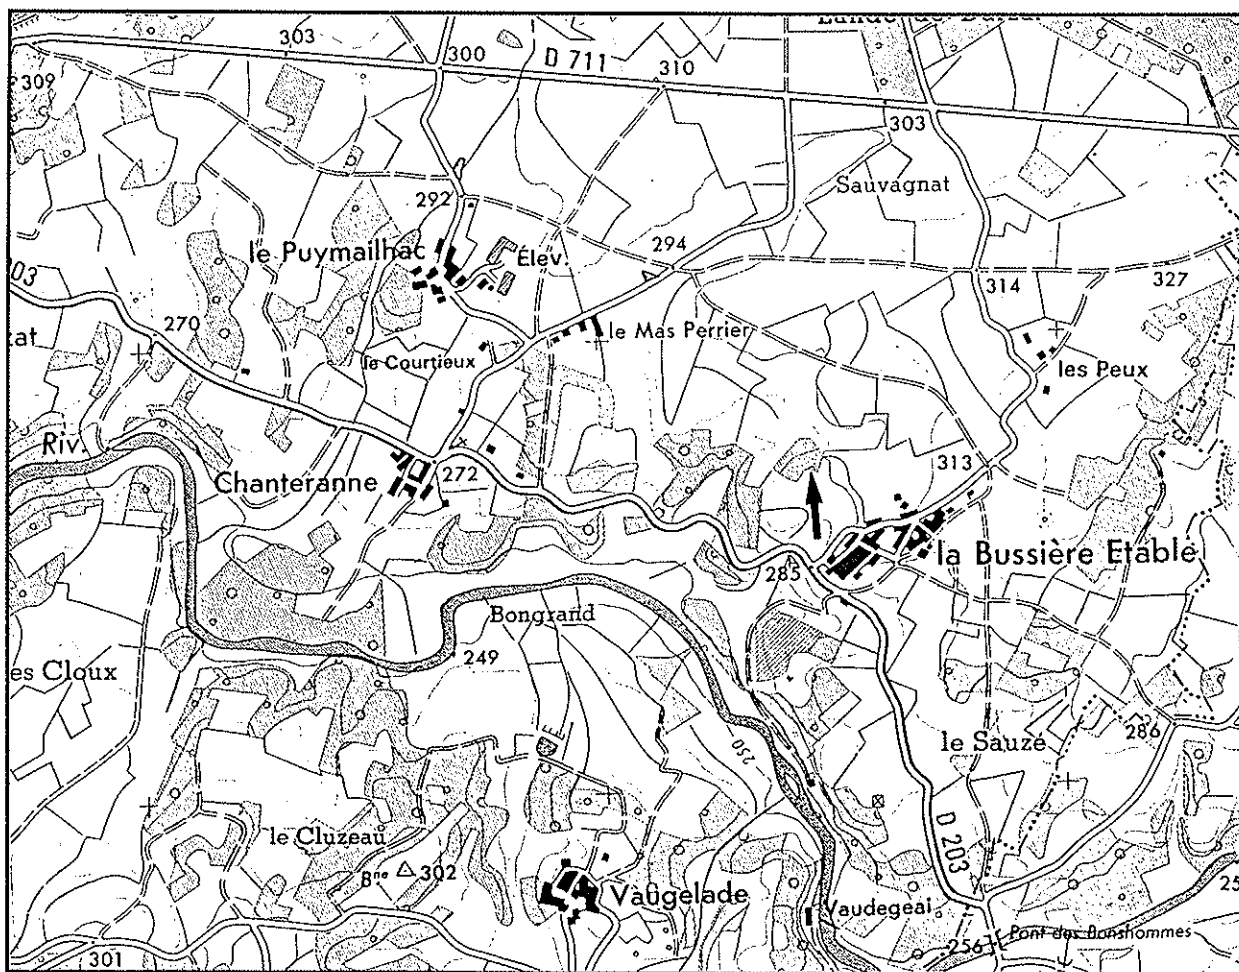 303
300
D 711
310
309
303
Sauvagnat
292
294
le Puymailhac
Élev.
03
314
327
270
le Mas Perrier
le Courtieux
les Peux
Riv.
313
Chanteranne
272
la Bussière Etable
285
Bongrand
249
es Cloux
250
286
le Sauze
D 203
le Cluzeau
Bne 302
Vaugelade
Vaudegeai
256
Pont des Bonshommes
301